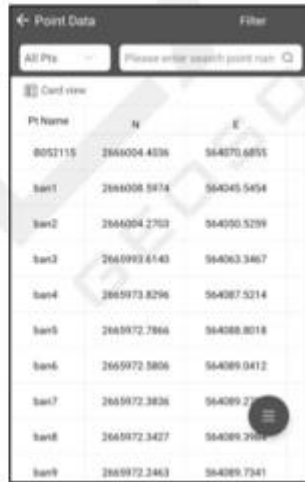 Point Data Filter
All Pts Please enter search point nam
Card view
Pt Name N E
B052115 2666004.4036 564070.6855
ban1 2666008.5974 564045.5454
ban2 2666004.2703 564050.5259
ban3 2665993.6140 564063.3467
ban4 2665973.8296 564087.5214
ban5 2665972.7866 564088.8018
ban6 2665972.5806 564089.0412
ban7 2665972.3836
ban8 2665972.3427
ban9 2665972.2463 564089.7341